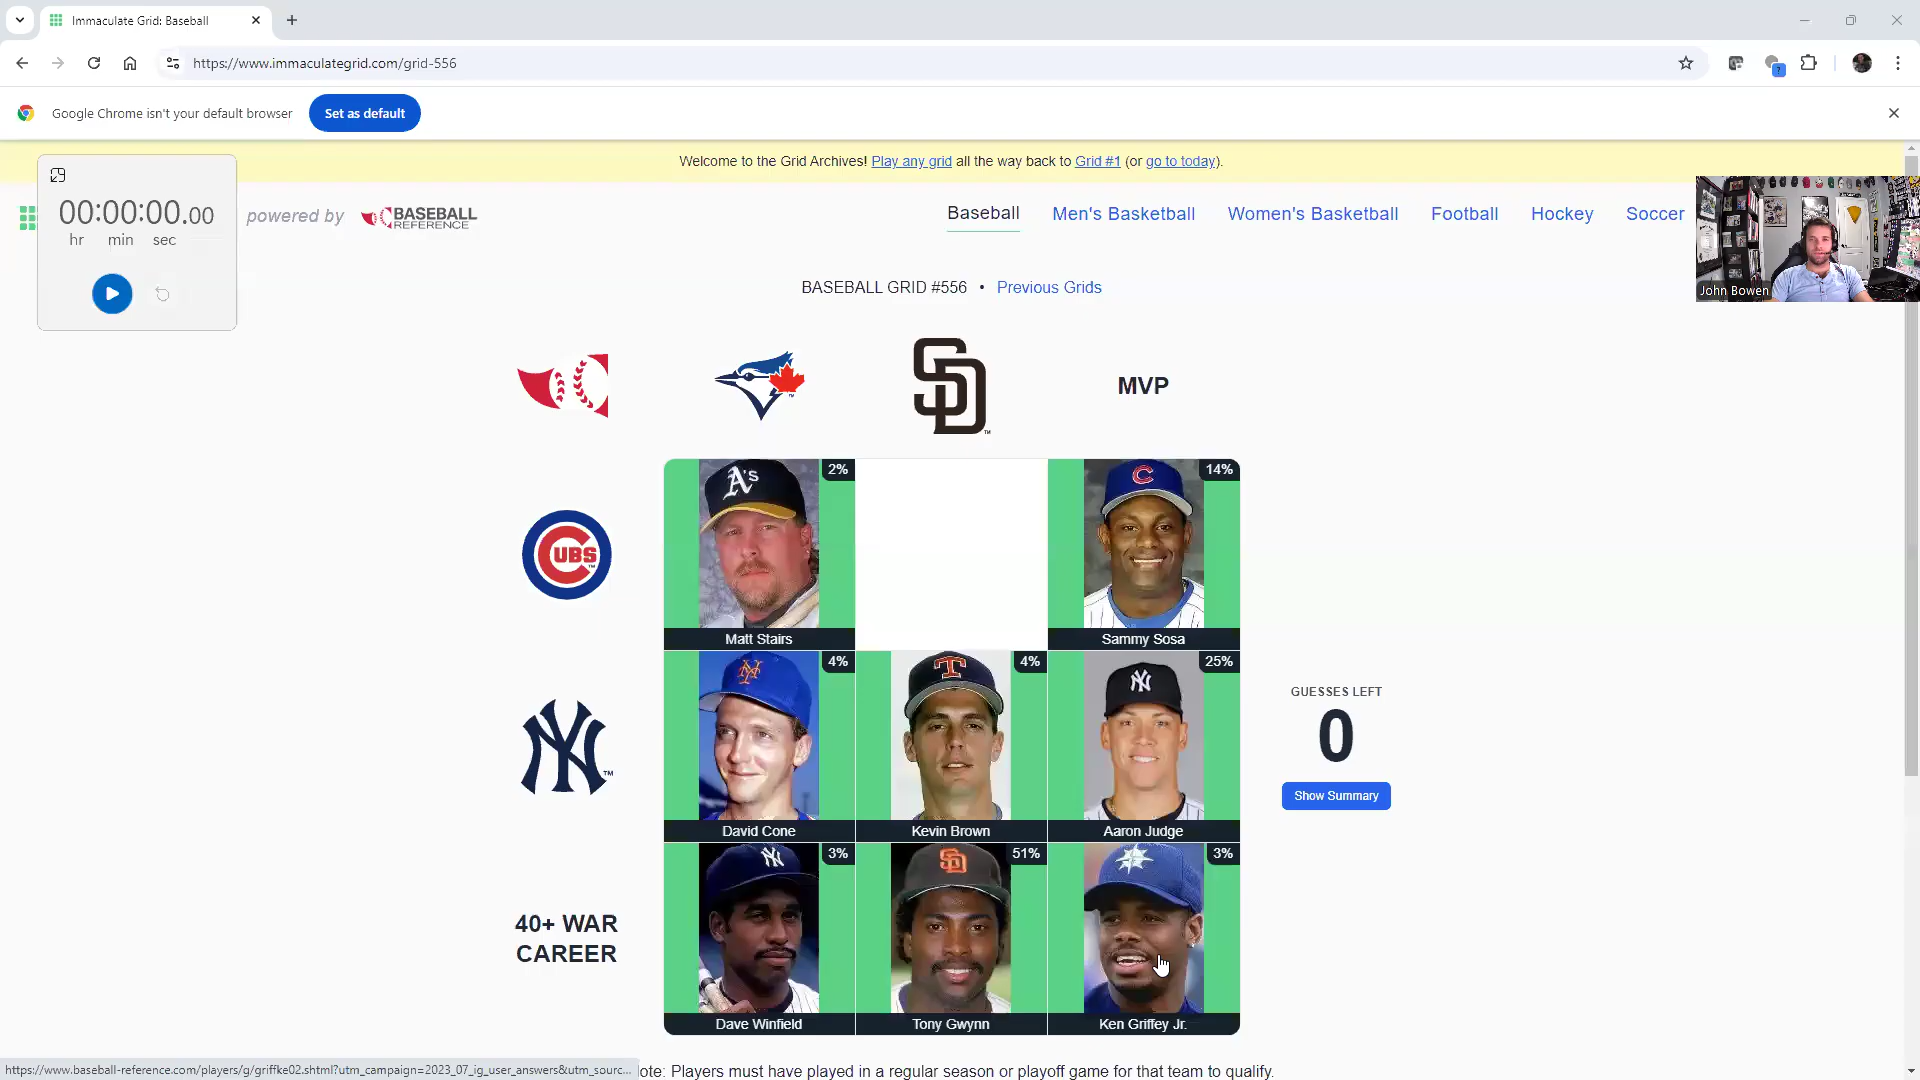 Immaculate Grid: Baseball
https://www.immaculategrid.com/grid-556
Google Chrome isn't your default browser
Set as default
Welcome to the Grid Archives! Play any grid all the way back to Grid #1 (or go to today).
00:00:00.00
hr min sec
powered by
BASEBALL
REFERENCE
Baseball
Men's Basketball
Women's Basketball
Football
Hockey
Soccer
John Bowen
BASEBALL GRID #556 • Previous Grids
SD
MVP
CUBS
2%
Matt Stairs
14%
Sammy Sosa
NY
4%
David Cone
4%
Kevin Brown
25%
Aaron Judge
GUESSES LEFT
0
Show Summary
40+ WAR
CAREER
3%
Dave Winfield
51%
Tony Gwynn
3%
Ken Griffey Jr.
https://www.baseball-reference.com/players/g/griffke02.shtml?utm_campaign=2023_07_ig_user_answers&utm_sourc...
ote: Players must have played in a regular season or playoff game for that team to qualify.